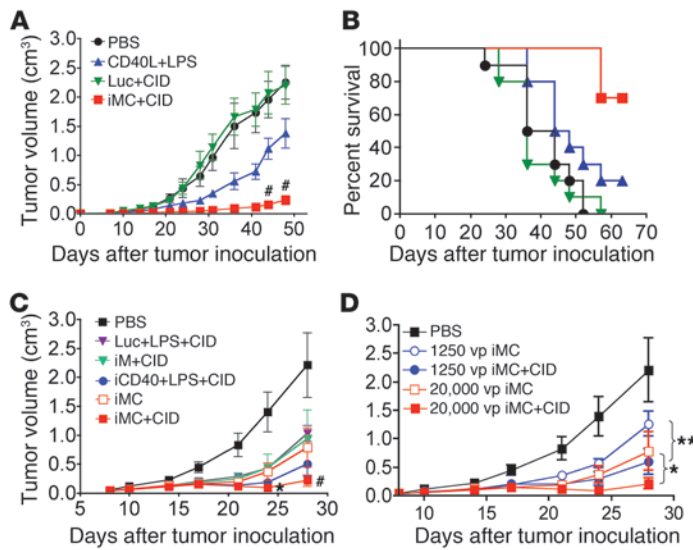 A
Tumor volume (cm³)
3.0
2.5
2.0
1.5
1.0
0.5
0.0
PBS
CD40L+LPS
Luc+CID
iMC+CID
# #
0 10 20 30 40 50
Days after tumor inoculation
B
Percent survival
100
80
60
40
20
0
0 10 20 30 40 50 60 70
Days after tumor inoculation
C
Tumor volume (cm³)
3.0
2.5
2.0
1.5
1.0
0.5
0.0
PBS
Luc+LPS+CID
iM+CID
iCD40+LPS+CID
iMC
iMC+CID
* #
5 10 15 20 25 30
Days after tumor inoculation
D
3.0
2.5
2.0
1.5
1.0
0.5
0.0
PBS
1250 vp iMC
1250 vp iMC+CID
20,000 vp iMC
20,000 vp iMC+CID
**
*
10 15 20 25 30
Days after tumor inoculation